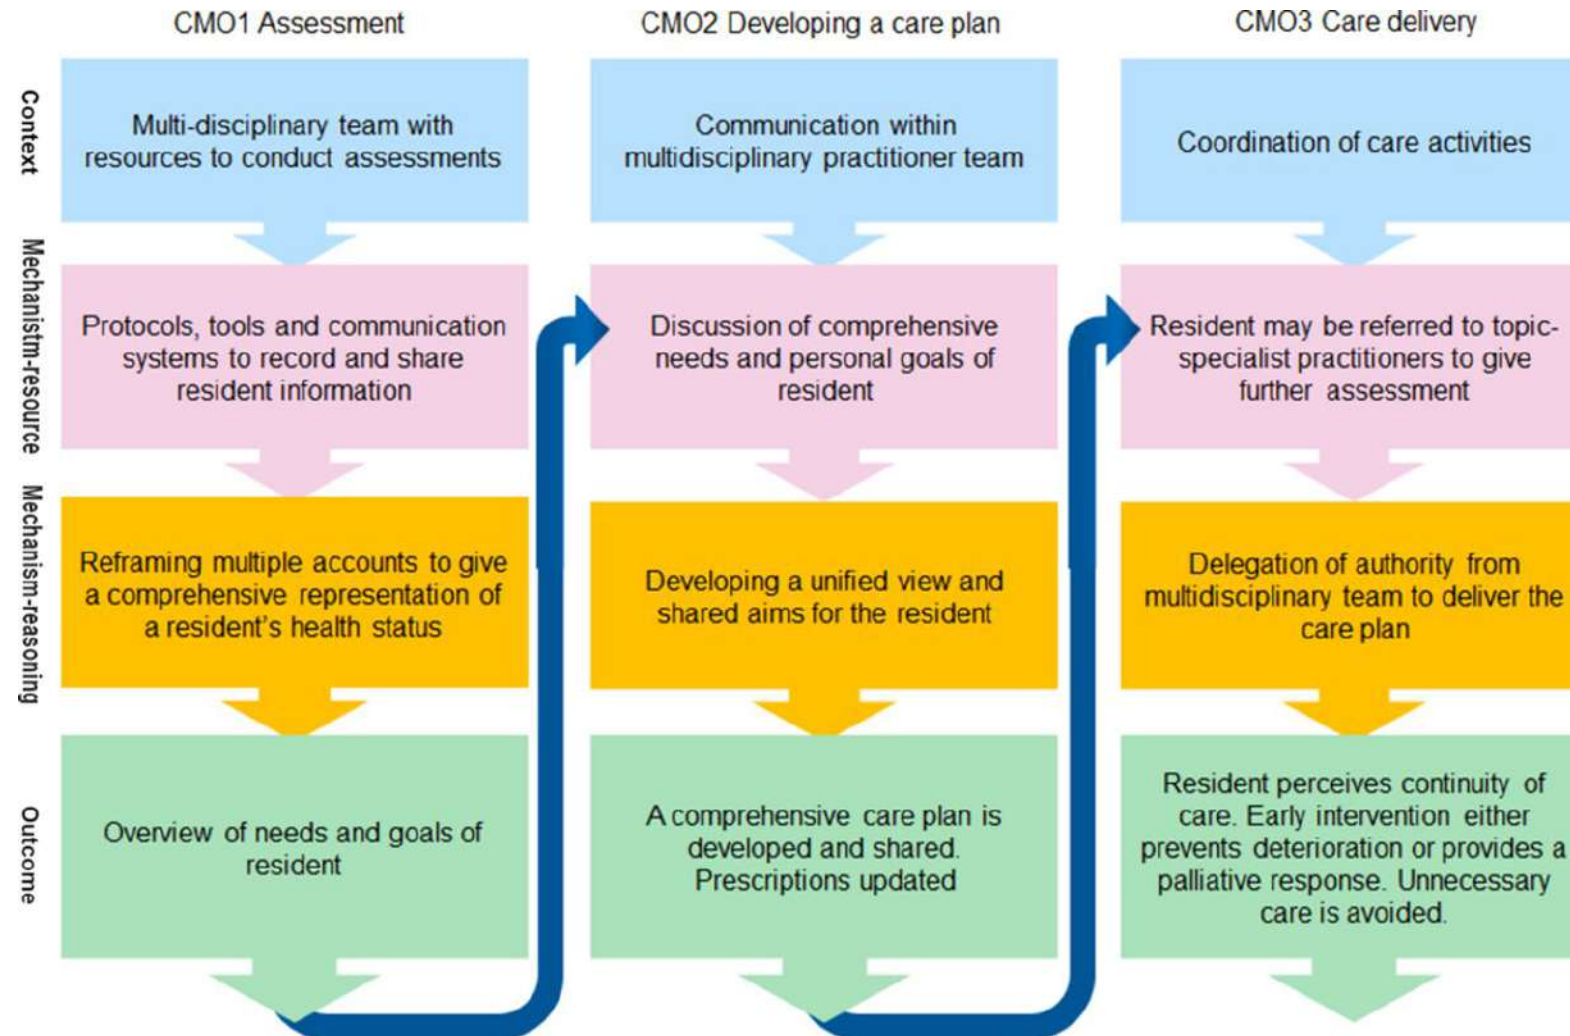 CMO1 Assessment
CMO2 Developing a care plan
CMO3 Care delivery
Context
Multi-disciplinary team with
resources to conduct assessments
Communication within
multidisciplinary practitioner team
Coordination of care activities
Mechanistm-resource
Protocols, tools and communication
systems to record and share
resident information
Discussion of comprehensive
needs and personal goals of
resident
Resident may be referred to topic-
specialist practitioners to give
further assessment
Mechanism-reasoning
Reframing multiple accounts to give
a comprehensive representation of
a resident's health status
Developing a unified view and
shared aims for the resident
Delegation of authority from
multidisciplinary team to deliver the
care plan
Outcome
Overview of needs and goals of
resident
A comprehensive care plan is
developed and shared.
Prescriptions updated
Resident perceives continuity of
care. Early intervention either
prevents deterioration or provides a
palliative response. Unnecessary
care is avoided.